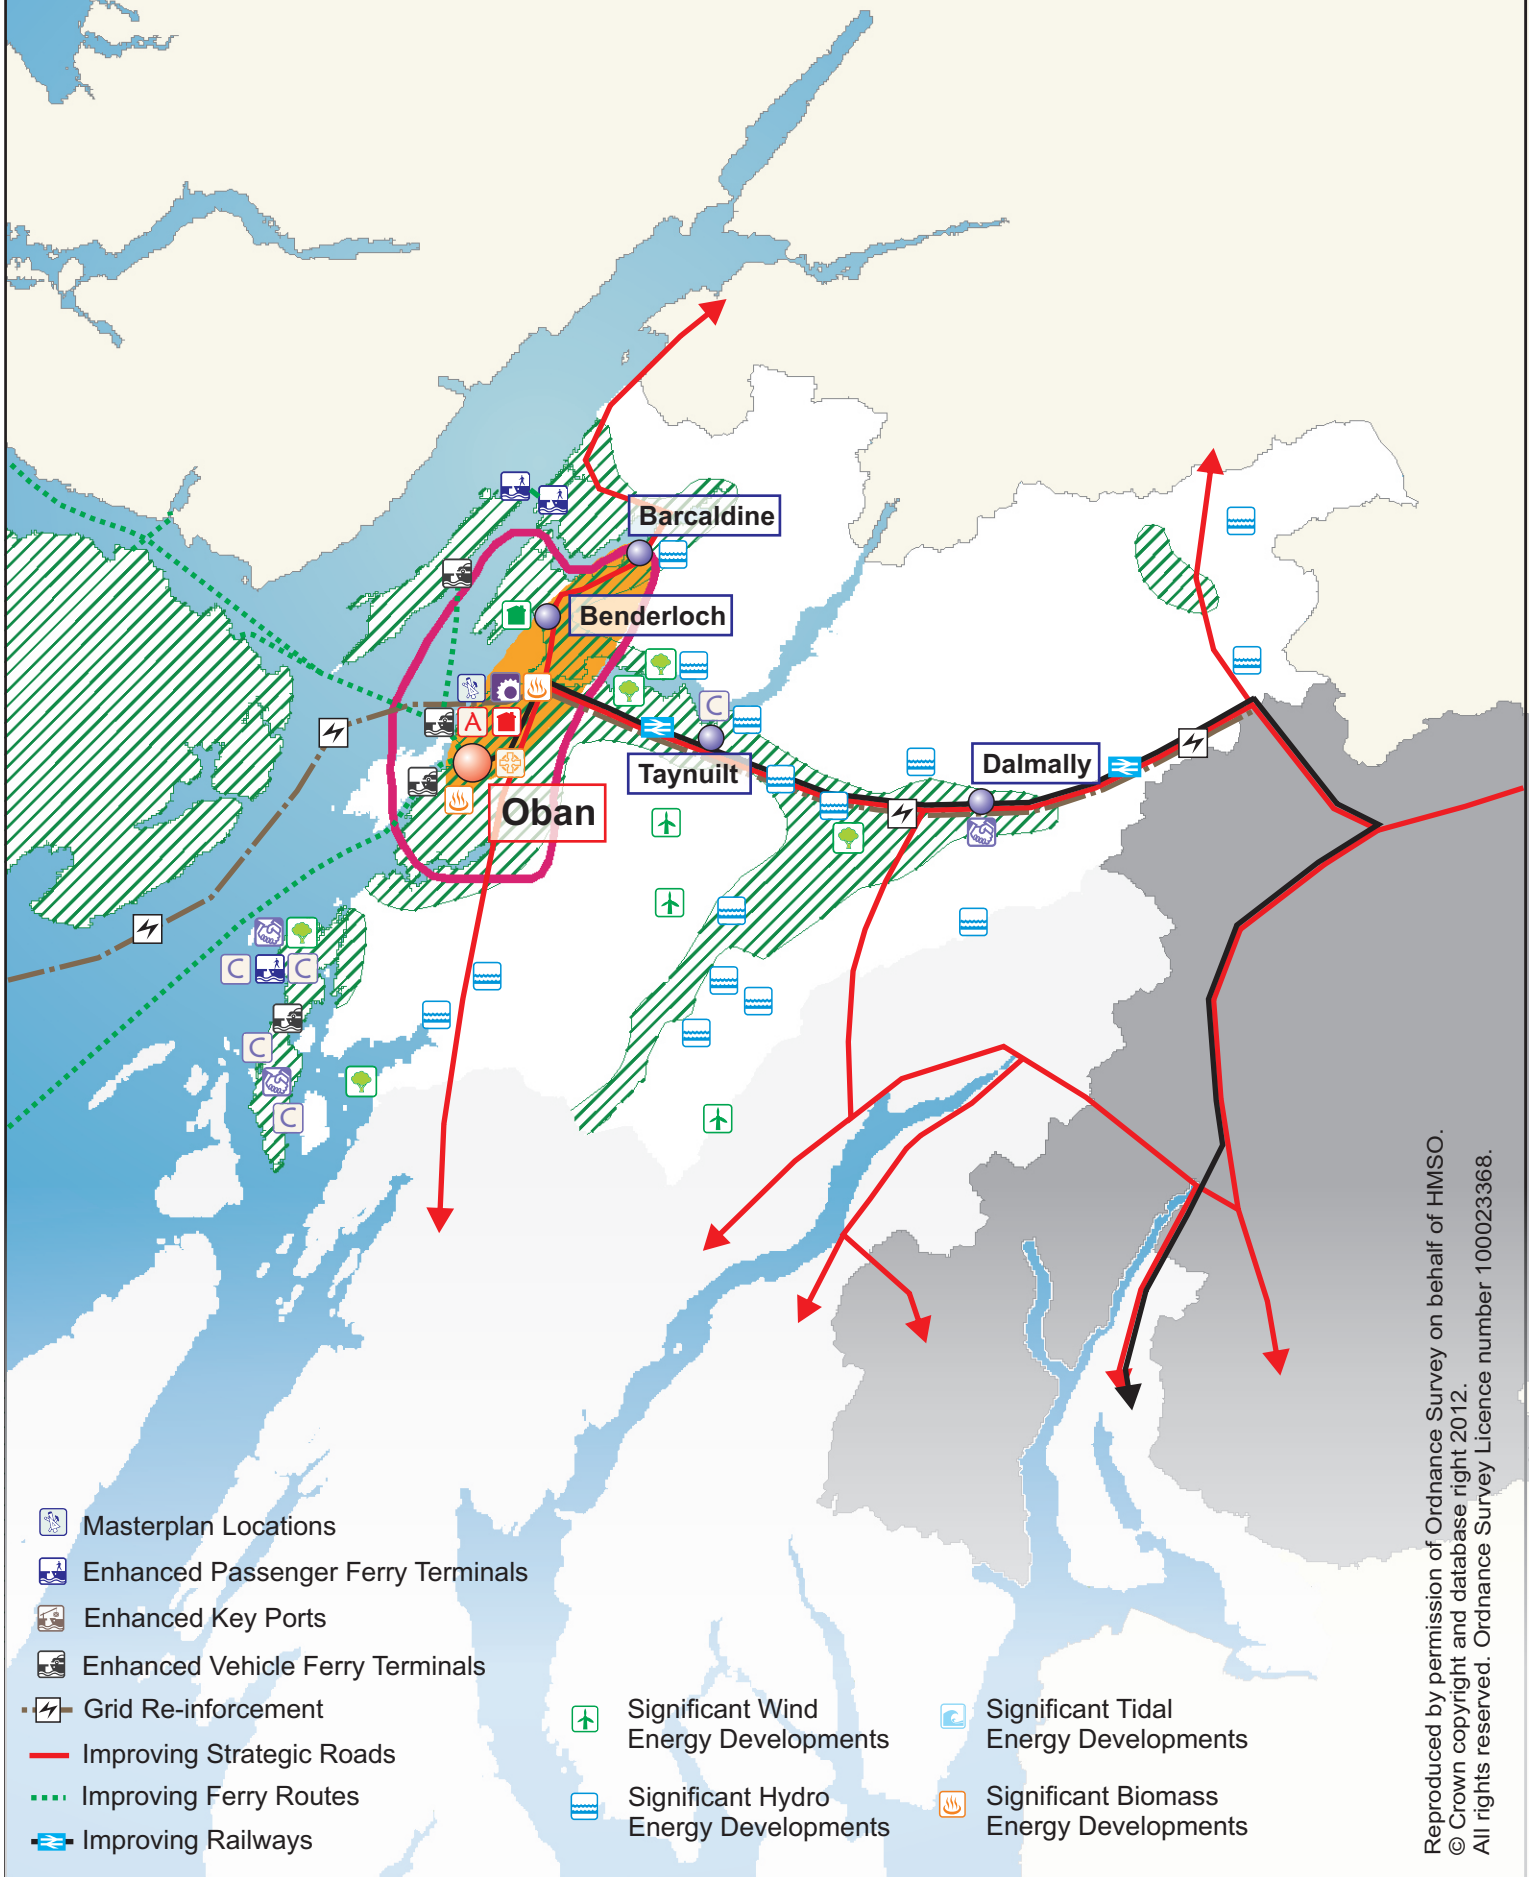 Barcaldine
Benderloch
C
A
Taynuilt
Dalmally
Oban
C
C
C
C
Masterplan Locations
Enhanced Passenger Ferry Terminals
Enhanced Key Ports
Enhanced Vehicle Ferry Terminals
Grid Re-inforcement
Improving Strategic Roads
Improving Ferry Routes
Improving Railways
Significant Wind
Energy Developments
Significant Hydro
Energy Developments
Significant Tidal
Energy Developments
Significant Biomass
Energy Developments
Reproduced by permission of Ordnance Survey on behalf of HMSO.
© Crown copyright and database right 2012.
All rights reserved. Ordnance Survey Licence number 100023368.